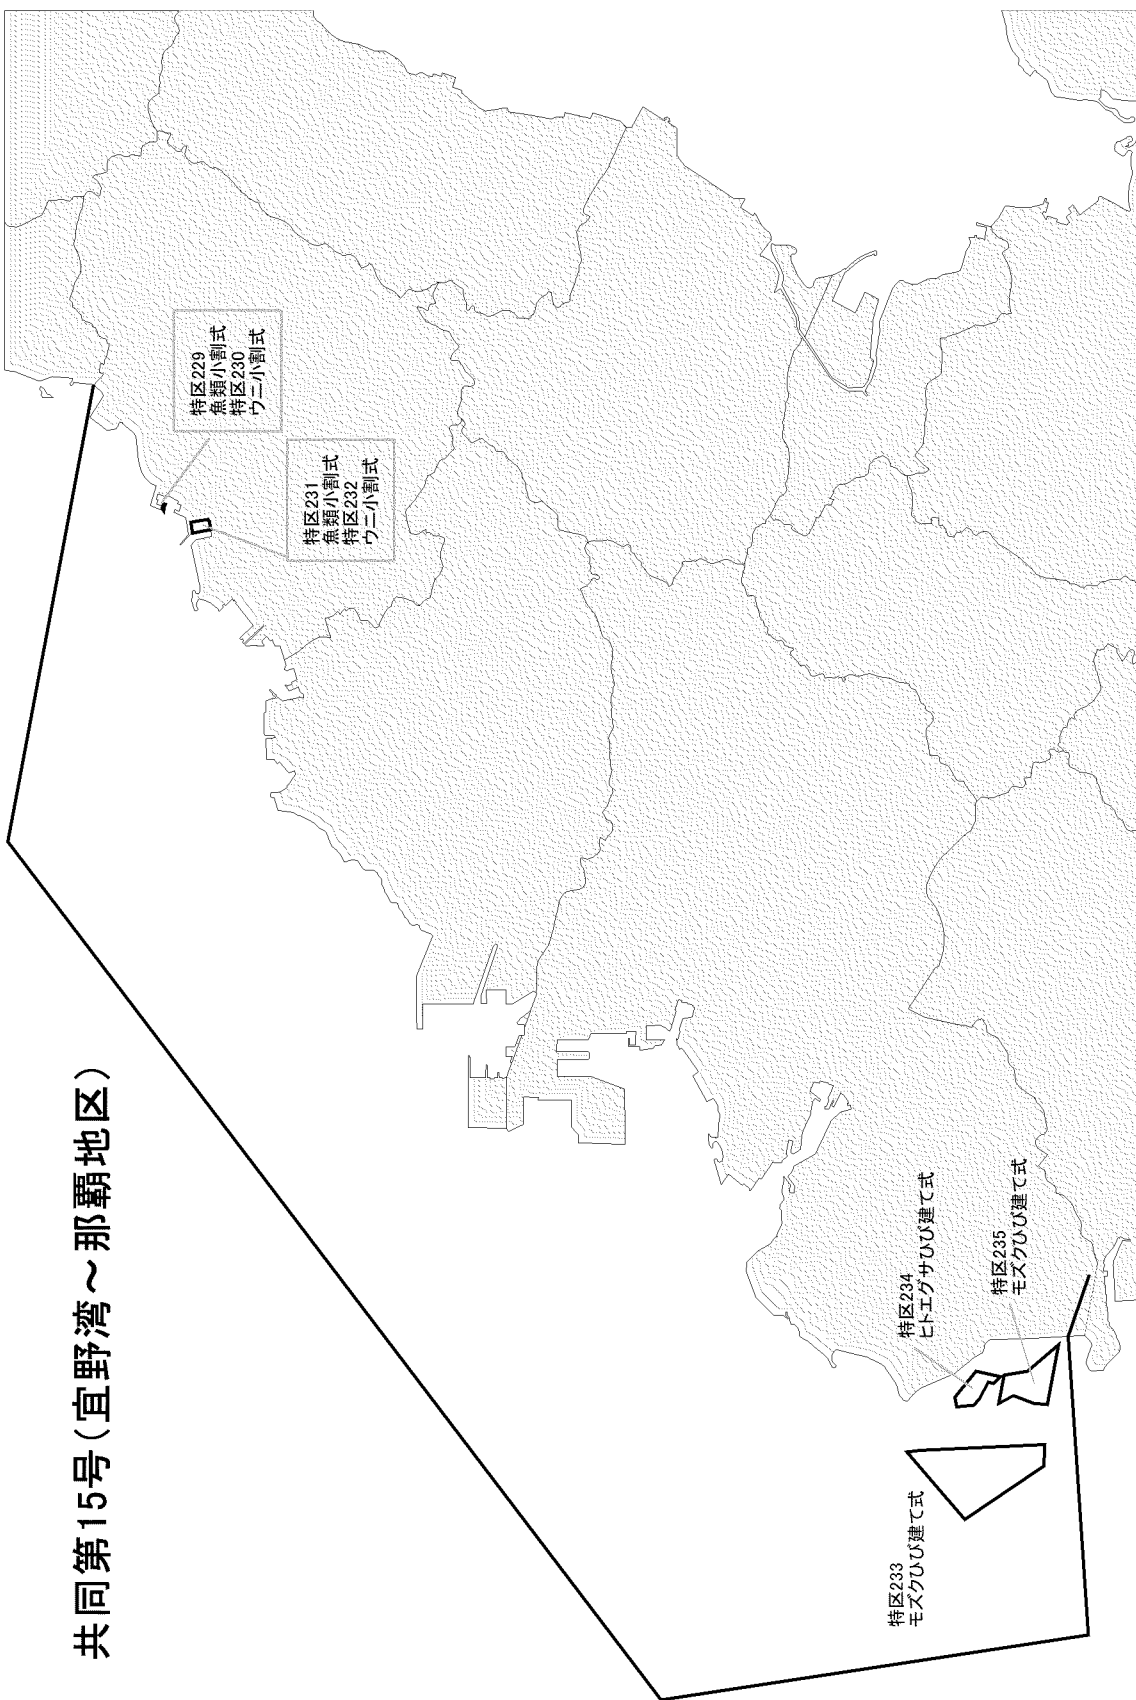 共同第15号(宜野湾~那覇地区)
特区229
魚類小割式
特区230
ウニ小割式
特区231
魚類小割式
特区232
ウニ小割式
特区233
モズクひび建て式
特区234
ヒトエグサひび建て式
特区235
モズクひび建て式